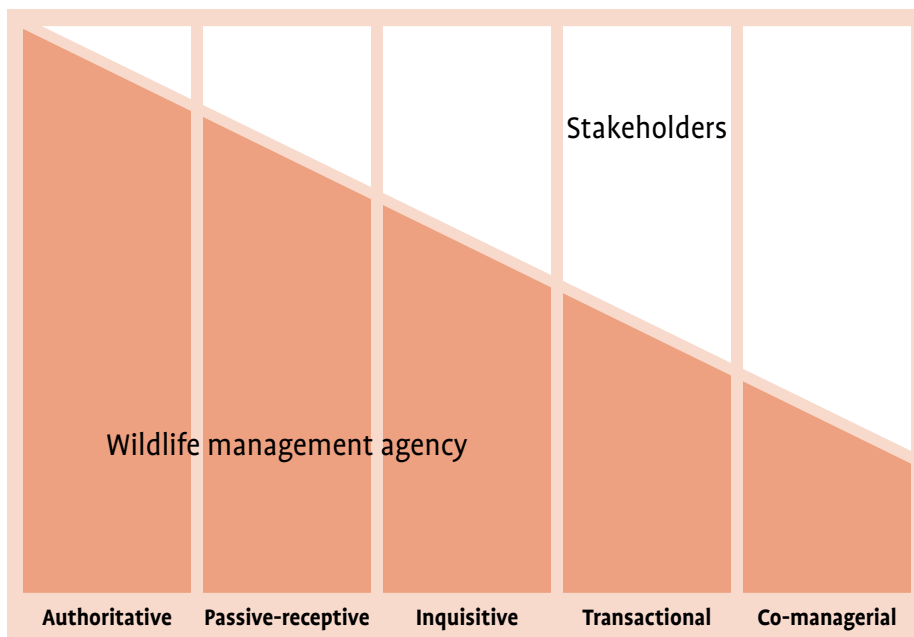 Stakeholders
Wildlife management agency
Authoritative Passive-receptive Inquisitive Transactional Co-managerial